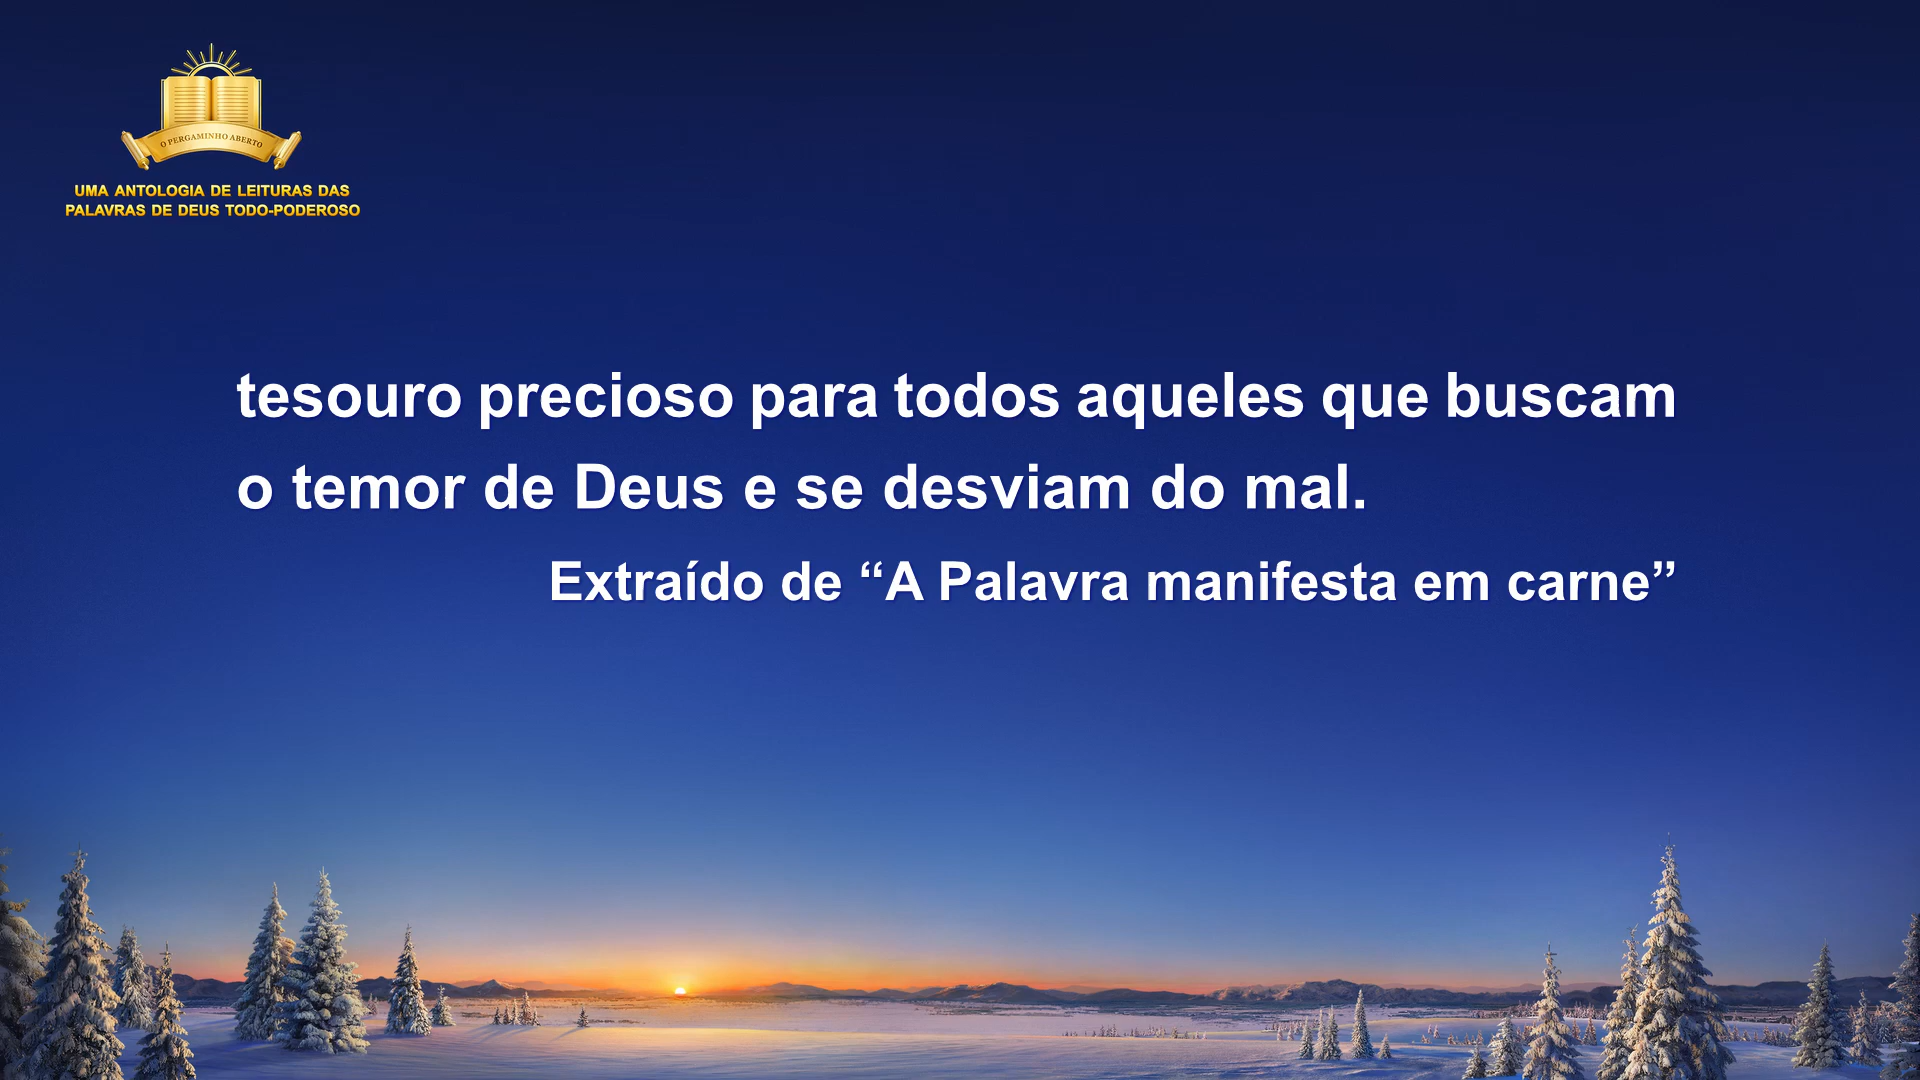 O PERGAMINHO ABERTO
UMA ANTOLOGIA DE LEITURAS DAS
PALAVRAS DE DEUS TODO-PODEROSO
tesouro precioso para todos aqueles que buscam
o temor de Deus e se desviam do mal.
Extraído de “A Palavra manifesta em carne”